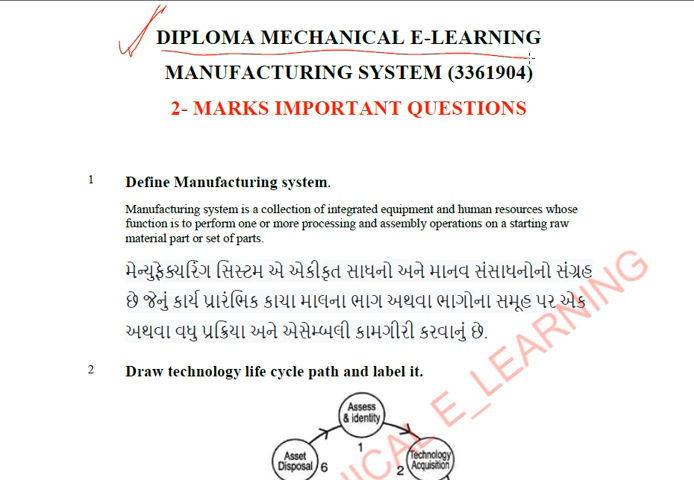 DIPLOMA MECHANICAL E-LEARNING
MANUFACTURING SYSTEM (3361904)
2- MARKS IMPORTANT QUESTIONS
1 Define Manufacturing system.
Manufacturing system is a collection of integrated equipment and human resources whose
function is to perform one or more processing and assembly operations on a starting raw
material part or set of parts.
મેન્યુફેક્ચરિંગ સિસ્ટમ એ એકીકૃત સાધનો અને માનવ સંસાધનોનો સંગ્રહ
છે જેનું કાર્ય પ્રારંભિક કાચા માલના ભાગ અથવા ભાગોના સમૂહ પર એક
અથવા વધુ પ્રક્રિયા અને એસેમ્બલી કામગીરી કરવાનું છે.
2 Draw technology life cycle path and label it.
Assess
& identity
1
Asset
Disposal 6
2 Technology
Acquisition
ICAL E_LEARNING